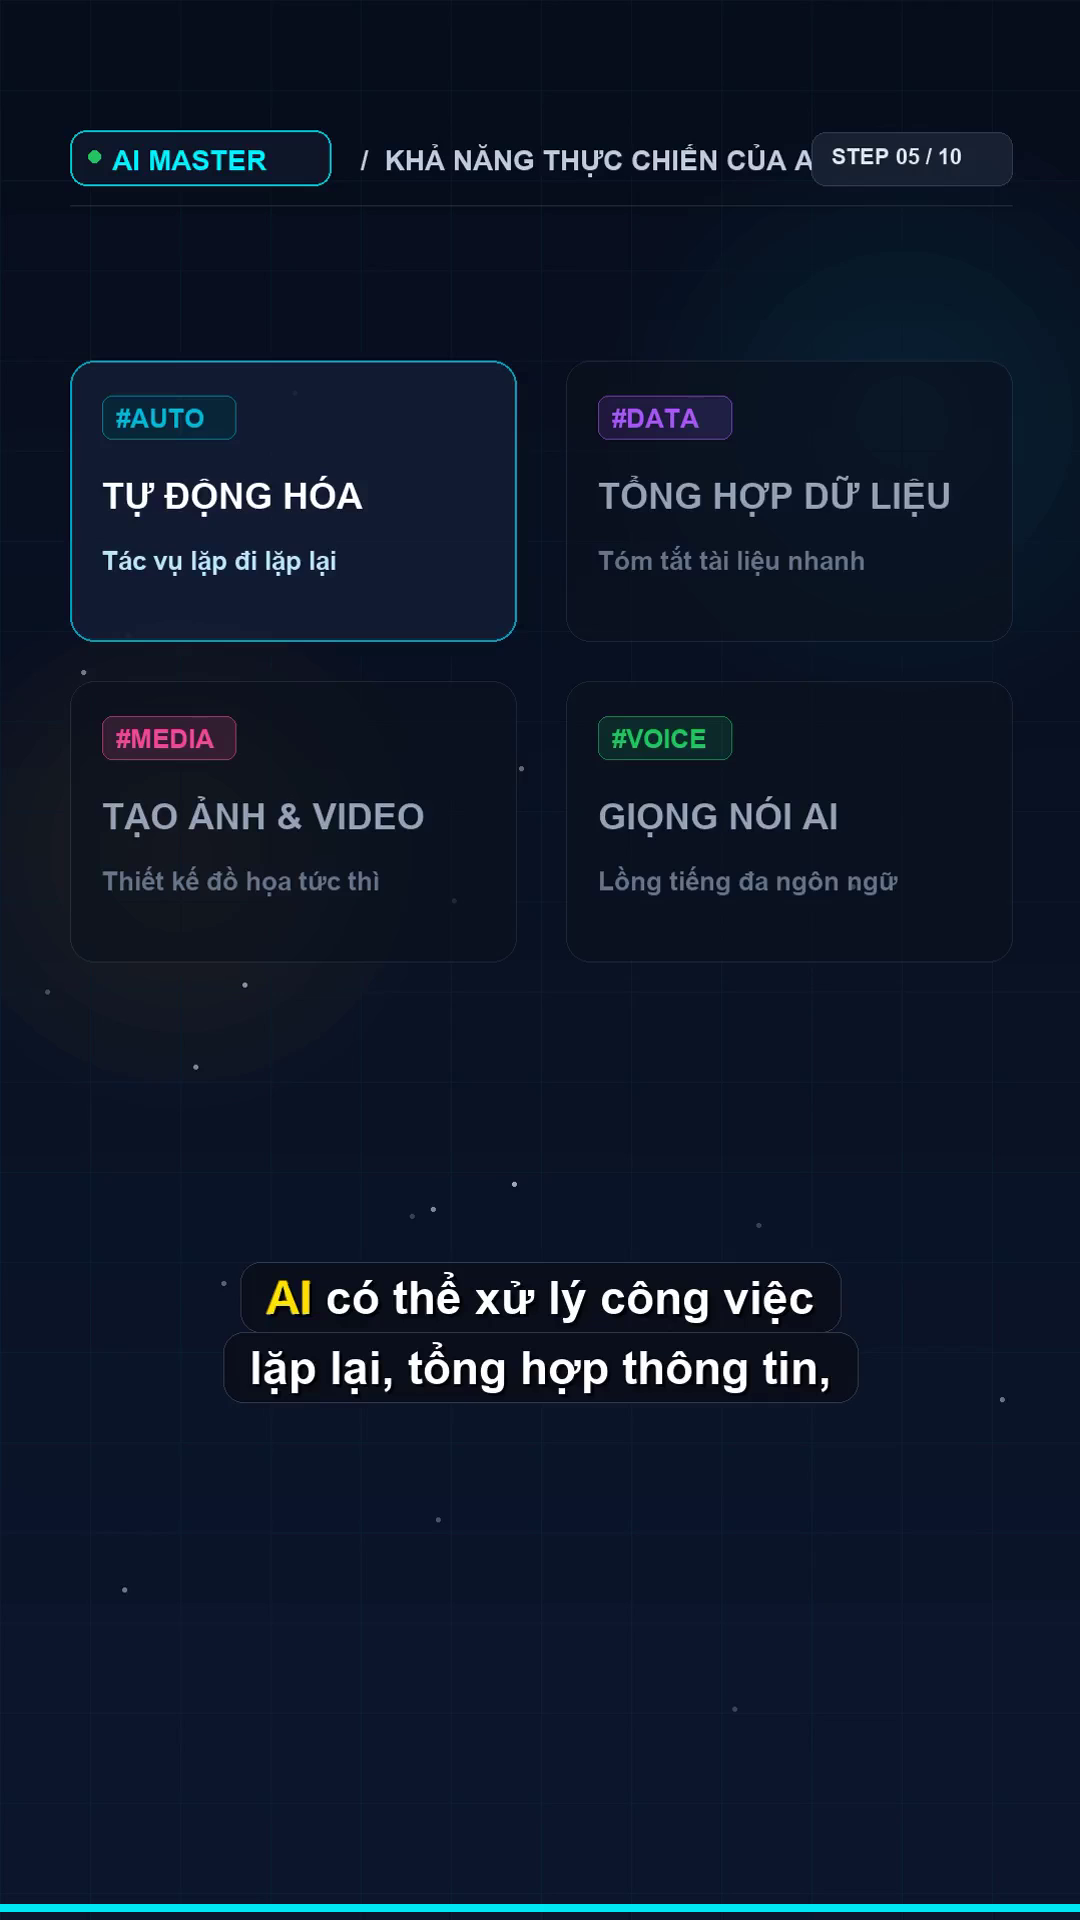 AI MASTER / KHẢ NĂNG THỰC CHIẾN CỦA A STEP 05 / 10
#AUTO
TỰ ĐỘNG HÓA
Tác vụ lặp đi lặp lại
#DATA
TỔNG HỢP DỮ LIỆU
Tóm tắt tài liệu nhanh
#MEDIA
TẠO ẢNH & VIDEO
Thiết kế đồ họa tức thì
#VOICE
GIỌNG NÓI AI
Lồng tiếng đa ngôn ngữ
AI có thể xử lý công việc
lặp lại, tổng hợp thông tin,